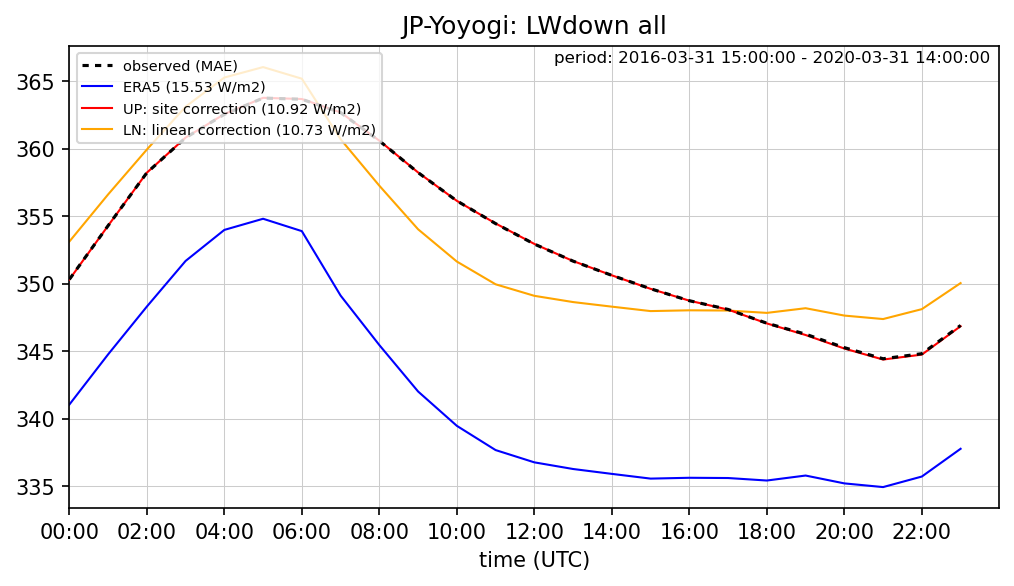 JP-Yoyogi: LWdown all
period: 2016-03-31 15:00:00 - 2020-03-31 14:00:00
observed (MAE)
ERA5 (15.53 W/m2)
UP: site correction (10.92 W/m2)
LN: linear correction (10.73 W/m2)
365
360
355
350
345
340
335
00:00 02:00 04:00 06:00 08:00 10:00 12:00 14:00 16:00 18:00 20:00 22:00
time (UTC)